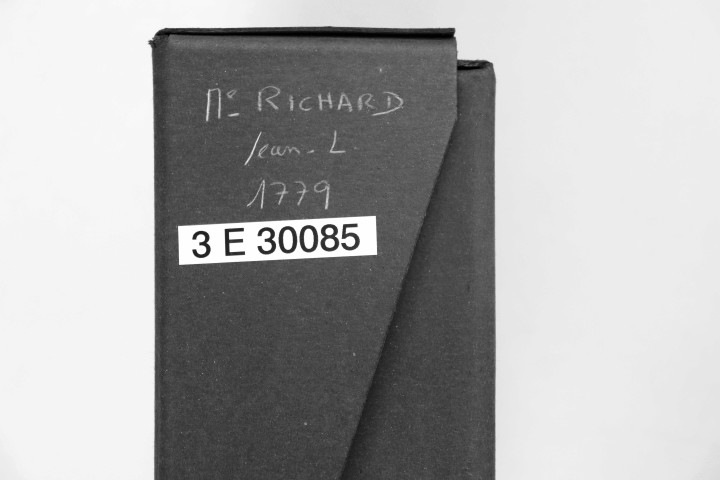 Me RICHARD
Jean-L.
1779
3 E 30085